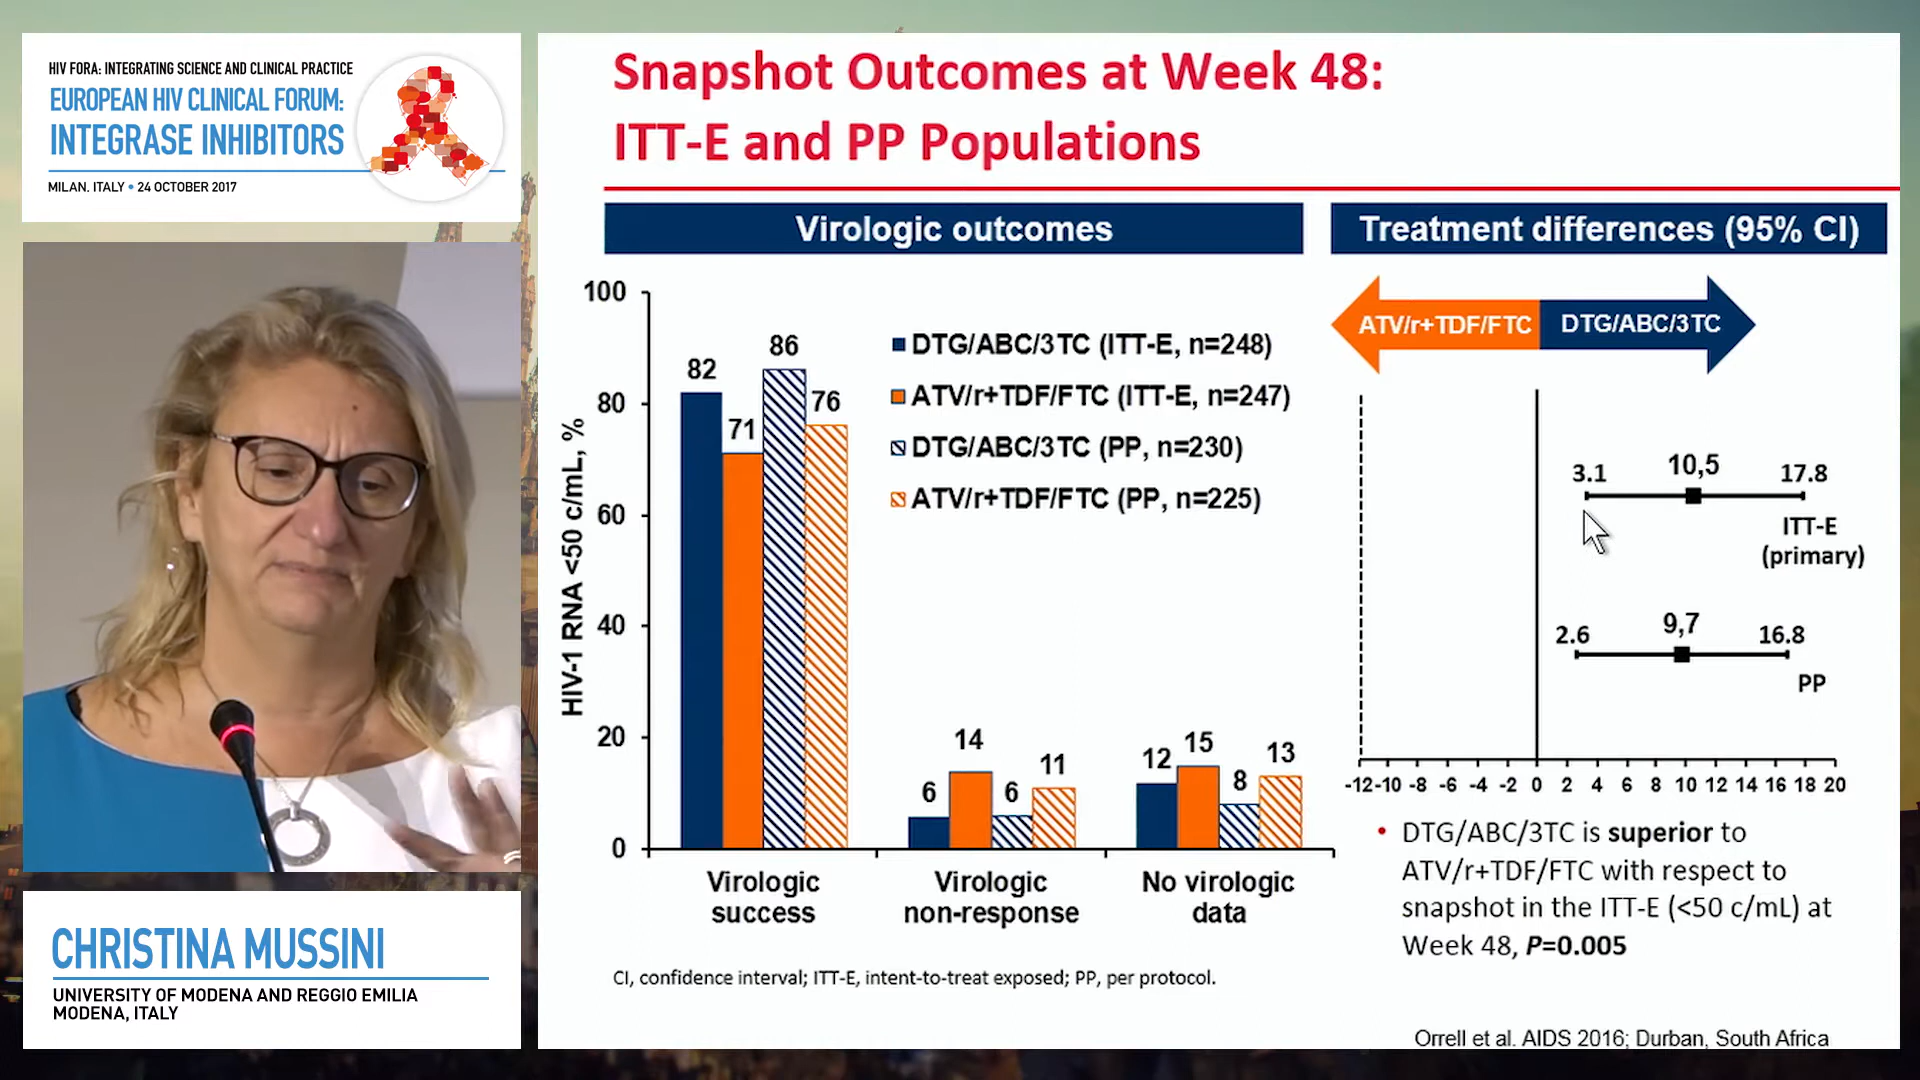 HIV FORA: INTEGRATING SCIENCE AND CLINICAL PRACTICE
EUROPEAN HIV CLINICAL FORUM:
INTEGRASE INHIBITORS
MILAN, ITALY • 24 OCTOBER 2017
CHRISTINA MUSSINI
UNIVERSITY OF MODENA AND REGGIO EMILIA
MODENA, ITALY
Snapshot Outcomes at Week 48:
ITT-E and PP Populations
Virologic outcomes
HIV-1 RNA <50 c/mL, %
100
80
60
40
20
0
82
71
86
76
6
14
6
11
12
15
8
13
DTG/ABC/3TC (ITT-E, n=248)
ATV/r+TDF/FTC (ITT-E, n=247)
DTG/ABC/3TC (PP, n=230)
ATV/r+TDF/FTC (PP, n=225)
Virologic
success
Virologic
non-response
No virologic
data
CI, confidence interval; ITT-E, intent-to-treat exposed; PP, per protocol.
Treatment differences (95% CI)
ATV/r+TDF/FTC DTG/ABC/3TC
3.1 10,5 17.8
ITT-E
(primary)
2.6 9,7 16.8
PP
-12 -10 -8 -6 -4 -2 0 2 4 6 8 10 12 14 16 18 20
• DTG/ABC/3TC is superior to
ATV/r+TDF/FTC with respect to
snapshot in the ITT-E (<50 c/mL) at
Week 48, P=0.005
Orrell et al. AIDS 2016; Durban, South Africa